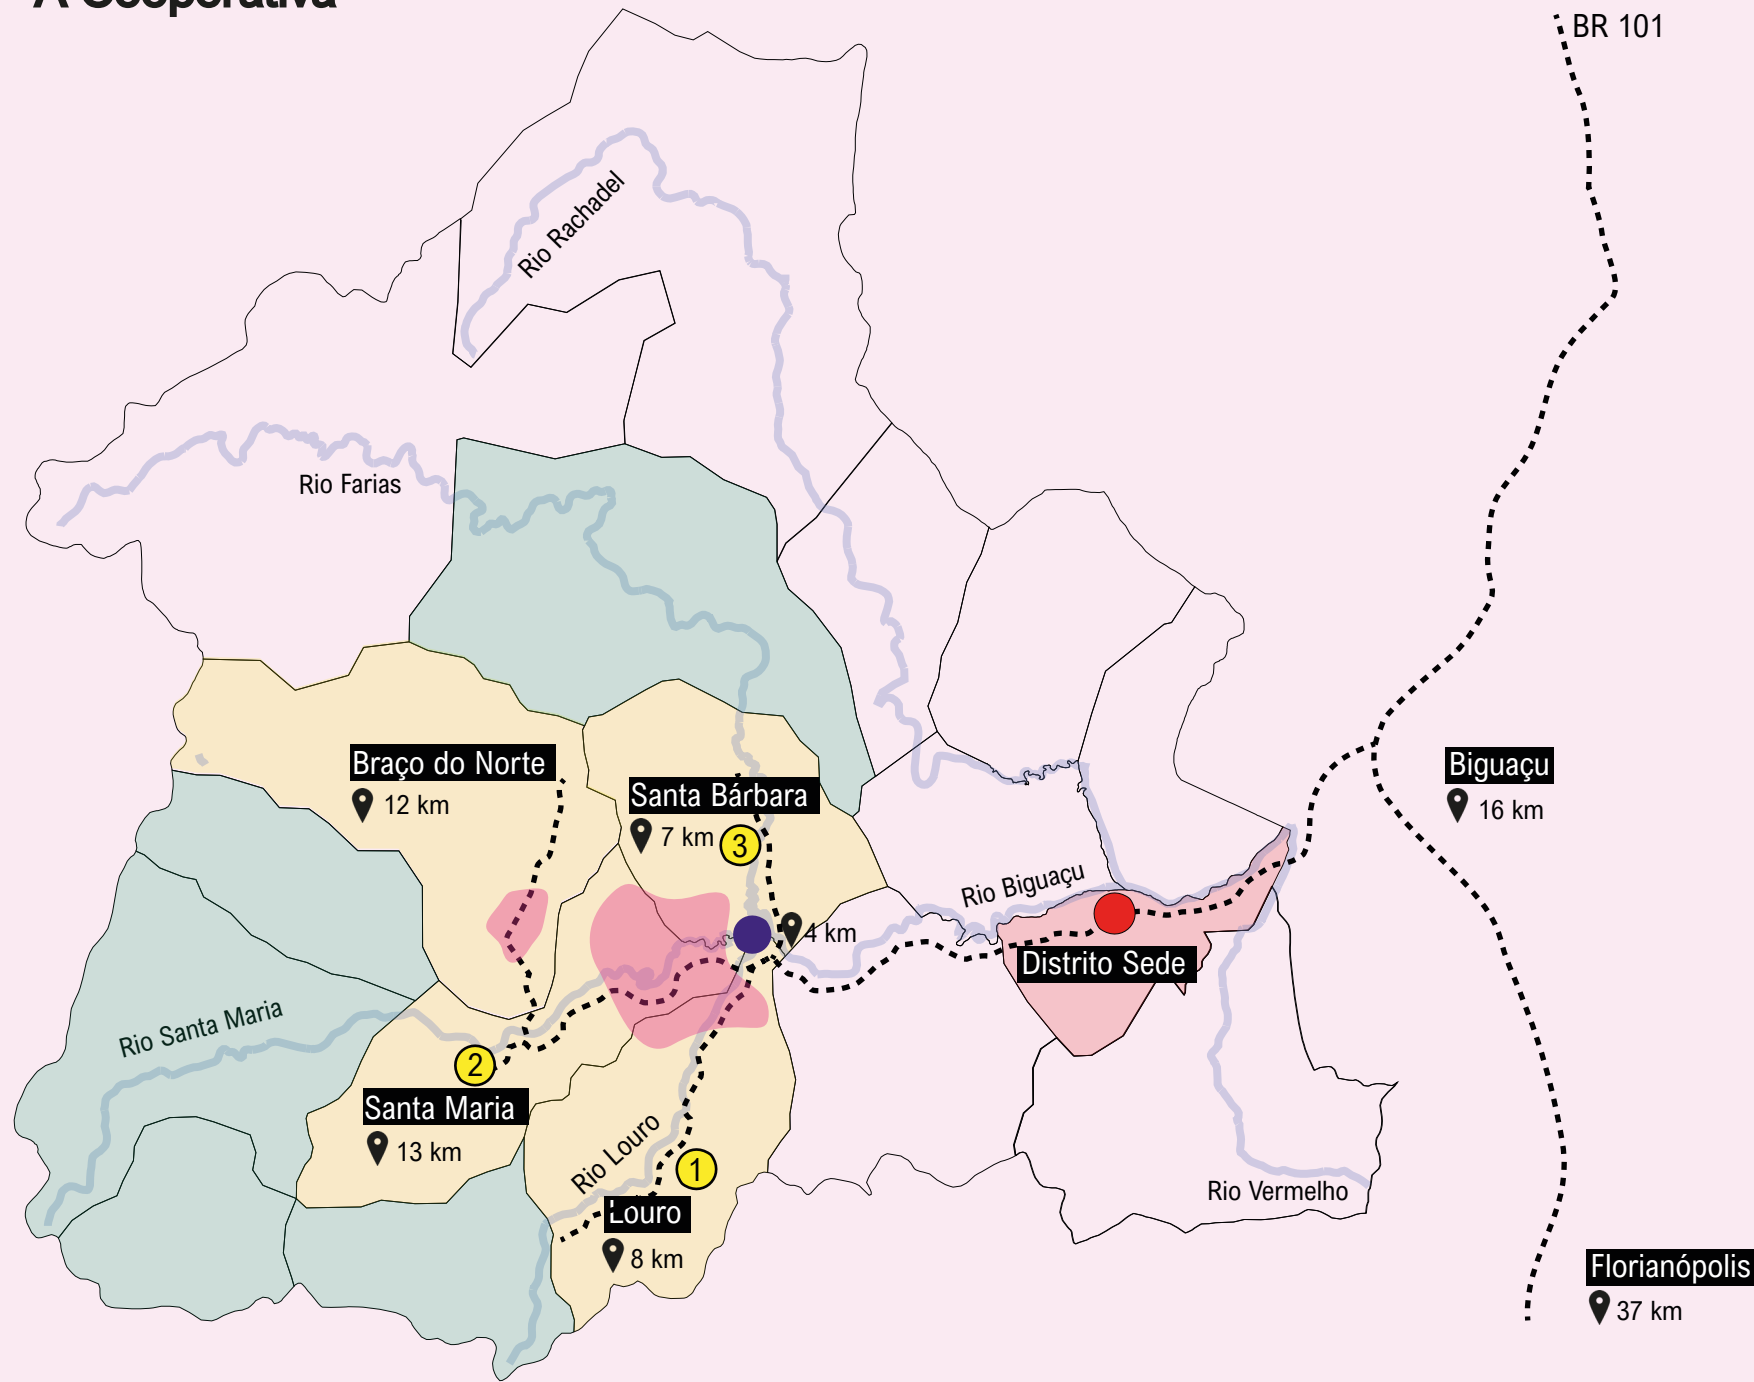 A Cooperativa
BR 101
Rio Rachadel
Rio Farias
Braço do Norte
12 km
Santa Bárbara
7 km
3
Biguaçu
16 km
Rio Biguaçu
4 km
Distrito Sede
Rio Santa Maria
2
Santa Maria
13 km
Rio Louro
1
Louro
8 km
Rio Vermelho
Florianópolis
37 km